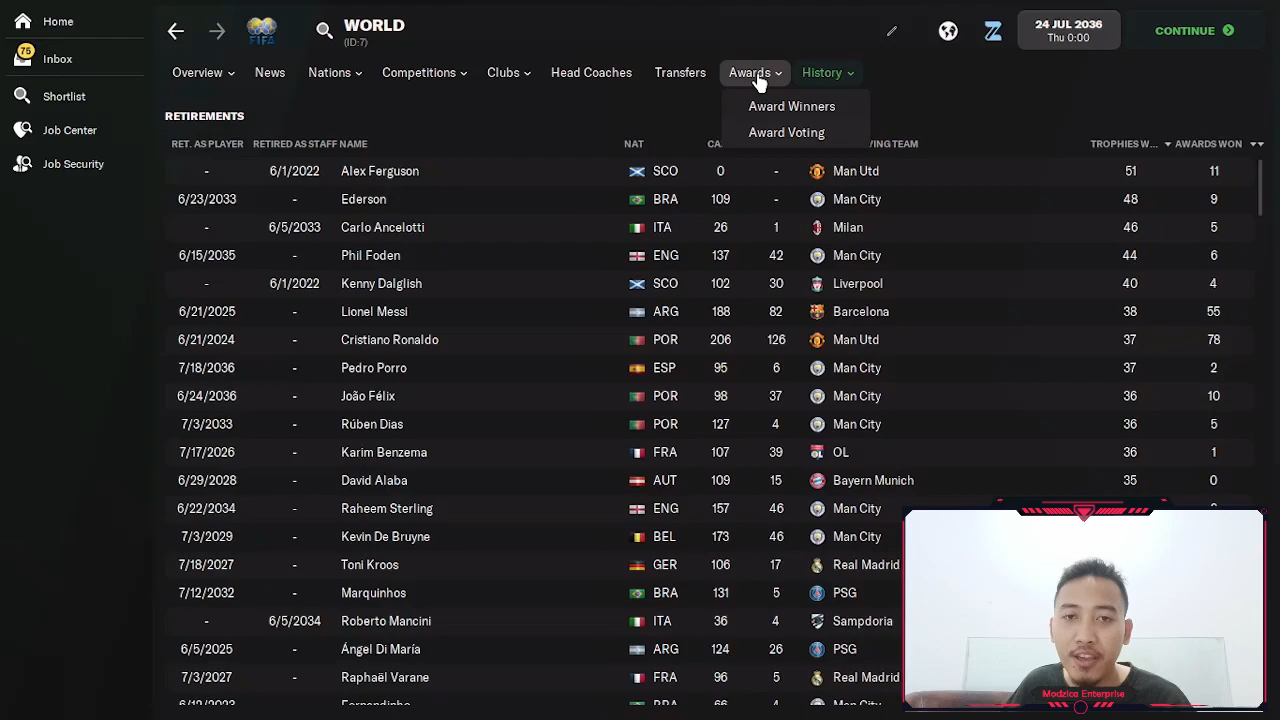 Home
75
Inbox
Shortlist
Job Center
Job Security
FIFA
WORLD
(ID:7)
24 JUL 2036
Thu 0:00
CONTINUE
Overview News Nations Competitions Clubs Head Coaches Transfers Awards History
Award Winners
Award Voting
RETIREMENTS
RET. AS PLAYER RETIRED AS STAFF NAME NAT TROPHIES W... AWARDS WON
- 6/1/2022 Alex Ferguson SCO 0 - Man Utd 51 11
6/23/2033 - Ederson BRA 109 - Man City 48 9
- 6/5/2033 Carlo Ancelotti ITA 26 1 Milan 46 5
6/15/2035 - Phil Foden ENG 137 42 Man City 44 6
- 6/1/2022 Kenny Dalglish SCO 102 30 Liverpool 40 4
6/21/2025 - Lionel Messi ARG 188 82 Barcelona 38 55
6/21/2024 - Cristiano Ronaldo POR 206 126 Man Utd 37 78
7/18/2036 - Pedro Porro ESP 95 6 Man City 37 2
6/24/2036 - João Félix POR 98 37 Man City 36 10
7/3/2033 - Rúben Dias POR 127 4 Man City 36 5
7/17/2026 - Karim Benzema FRA 107 39 OL 36 1
6/29/2028 - David Alaba AUT 109 15 Bayern Munich 35 0
6/22/2034 - Raheem Sterling ENG 157 46 Man City
7/3/2029 - Kevin De Bruyne BEL 173 46 Man City
7/18/2027 - Toni Kroos GER 106 17 Real Madrid
7/12/2032 - Marquinhos BRA 131 5 PSG
- 6/5/2034 Roberto Mancini ITA 36 4 Sampdoria
6/5/2025 - Ángel Di María ARG 124 26 PSG
7/3/2027 - Raphaël Varane FRA 96 5 Real Madrid
Modzica Enterprise